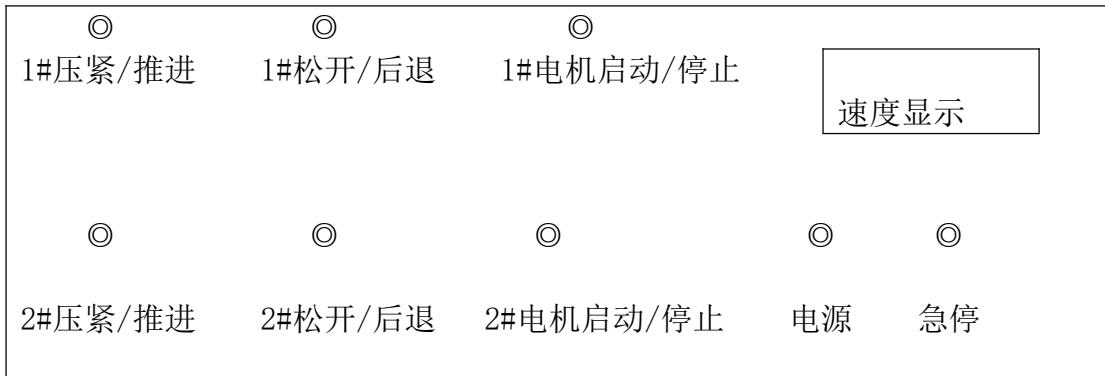 ◎ ◎ ◎
1#压紧/推进 1#松开/后退 1#电机启动/停止
速度显示
◎ ◎ ◎ ◎ ◎
2#压紧/推进 2#松开/后退 2#电机启动/停止 电源 急停